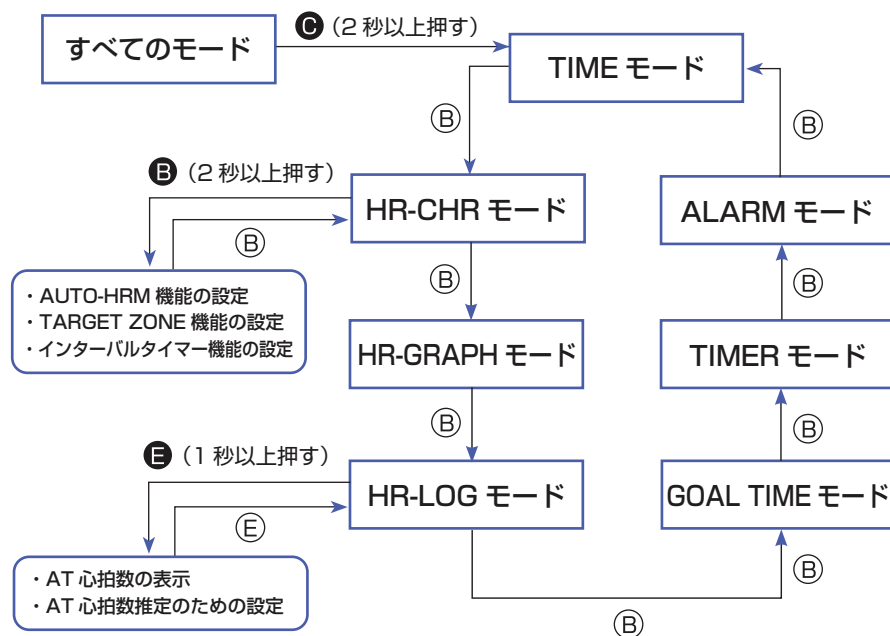 すべてのモード
C（2 秒以上押す）
TIME モード
B
B
B（2 秒以上押す）
HR-CHR モード
ALARM モード
B
B
B
・AUTO-HRM 機能の設定
・TARGET ZONE 機能の設定
・インターバルタイマー機能の設定
HR-GRAPH モード
TIMER モード
B
B
E（1 秒以上押す）
HR-LOG モード
GOAL TIME モード
E
・AT 心拍数の表示
・AT 心拍数推定のための設定
B
B